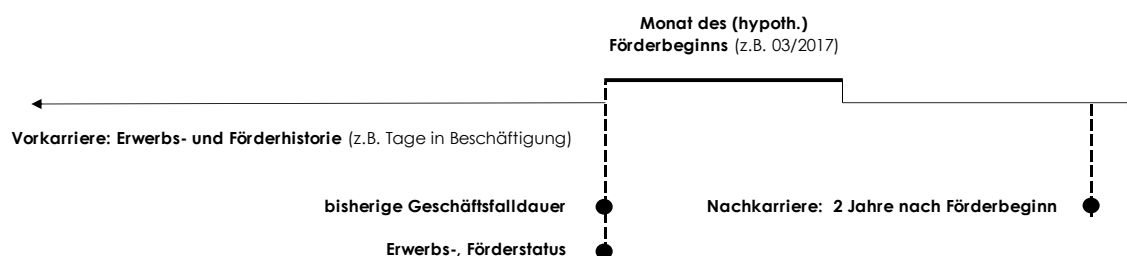 Monat des (hypoth.)
Förderbeginns (z.B. 03/2017)
Vorkarriere: Erwerbs- und Förderhistorie (z.B. Tage in Beschäftigung)
bisherige Geschäftsfalldauer
Nachkarriere: 2 Jahre nach Förderbeginn
Erwerbs-, Förderstatus